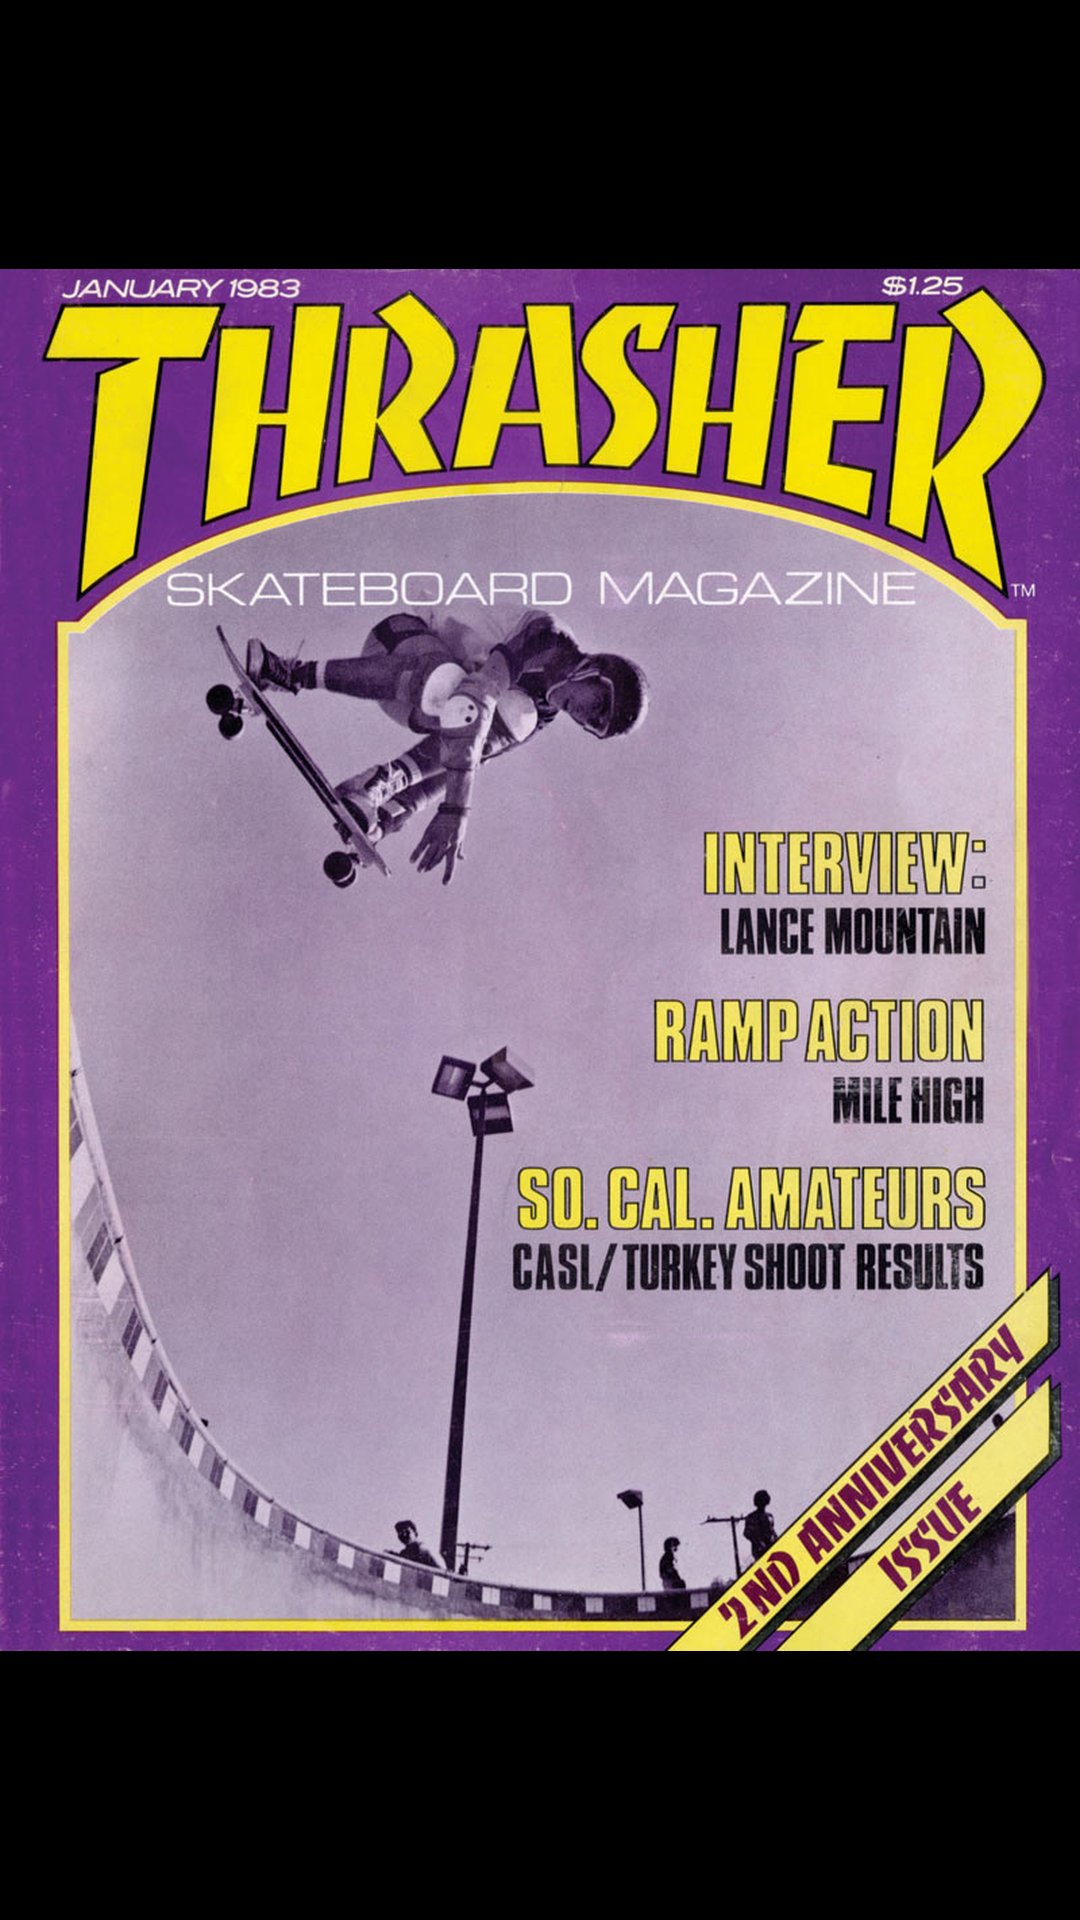 JANUARY 1983
$1.25
THRASHER
TM
SKATEBOARD MAGAZINE
INTERVIEW:
LANCE MOUNTAIN
RAMP ACTION
MILE HIGH
SO. CAL. AMATEURS
CASL/TURKEY SHOOT RESULTS
2ND ANNIVERSARY
ISSUE